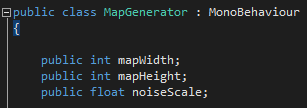 public class MapGenerator : MonoBehaviour
{
public int mapWidth;
public int mapHeight;
public float noiseScale;